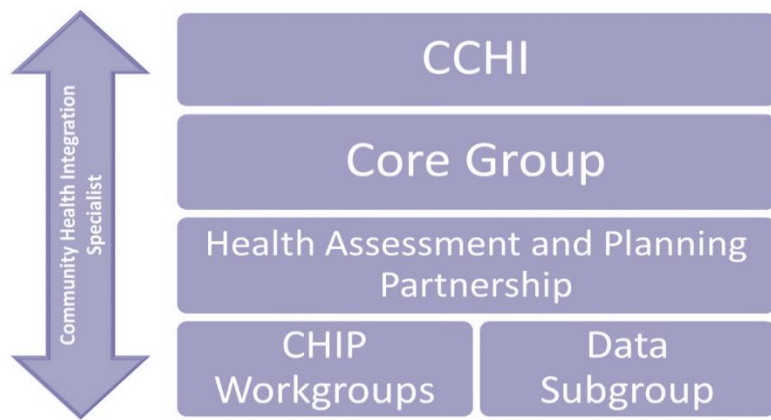 Community Health Integration
Specialist
CCHI
Core Group
Health Assessment and Planning
Partnership
CHIP
Workgroups
Data
Subgroup